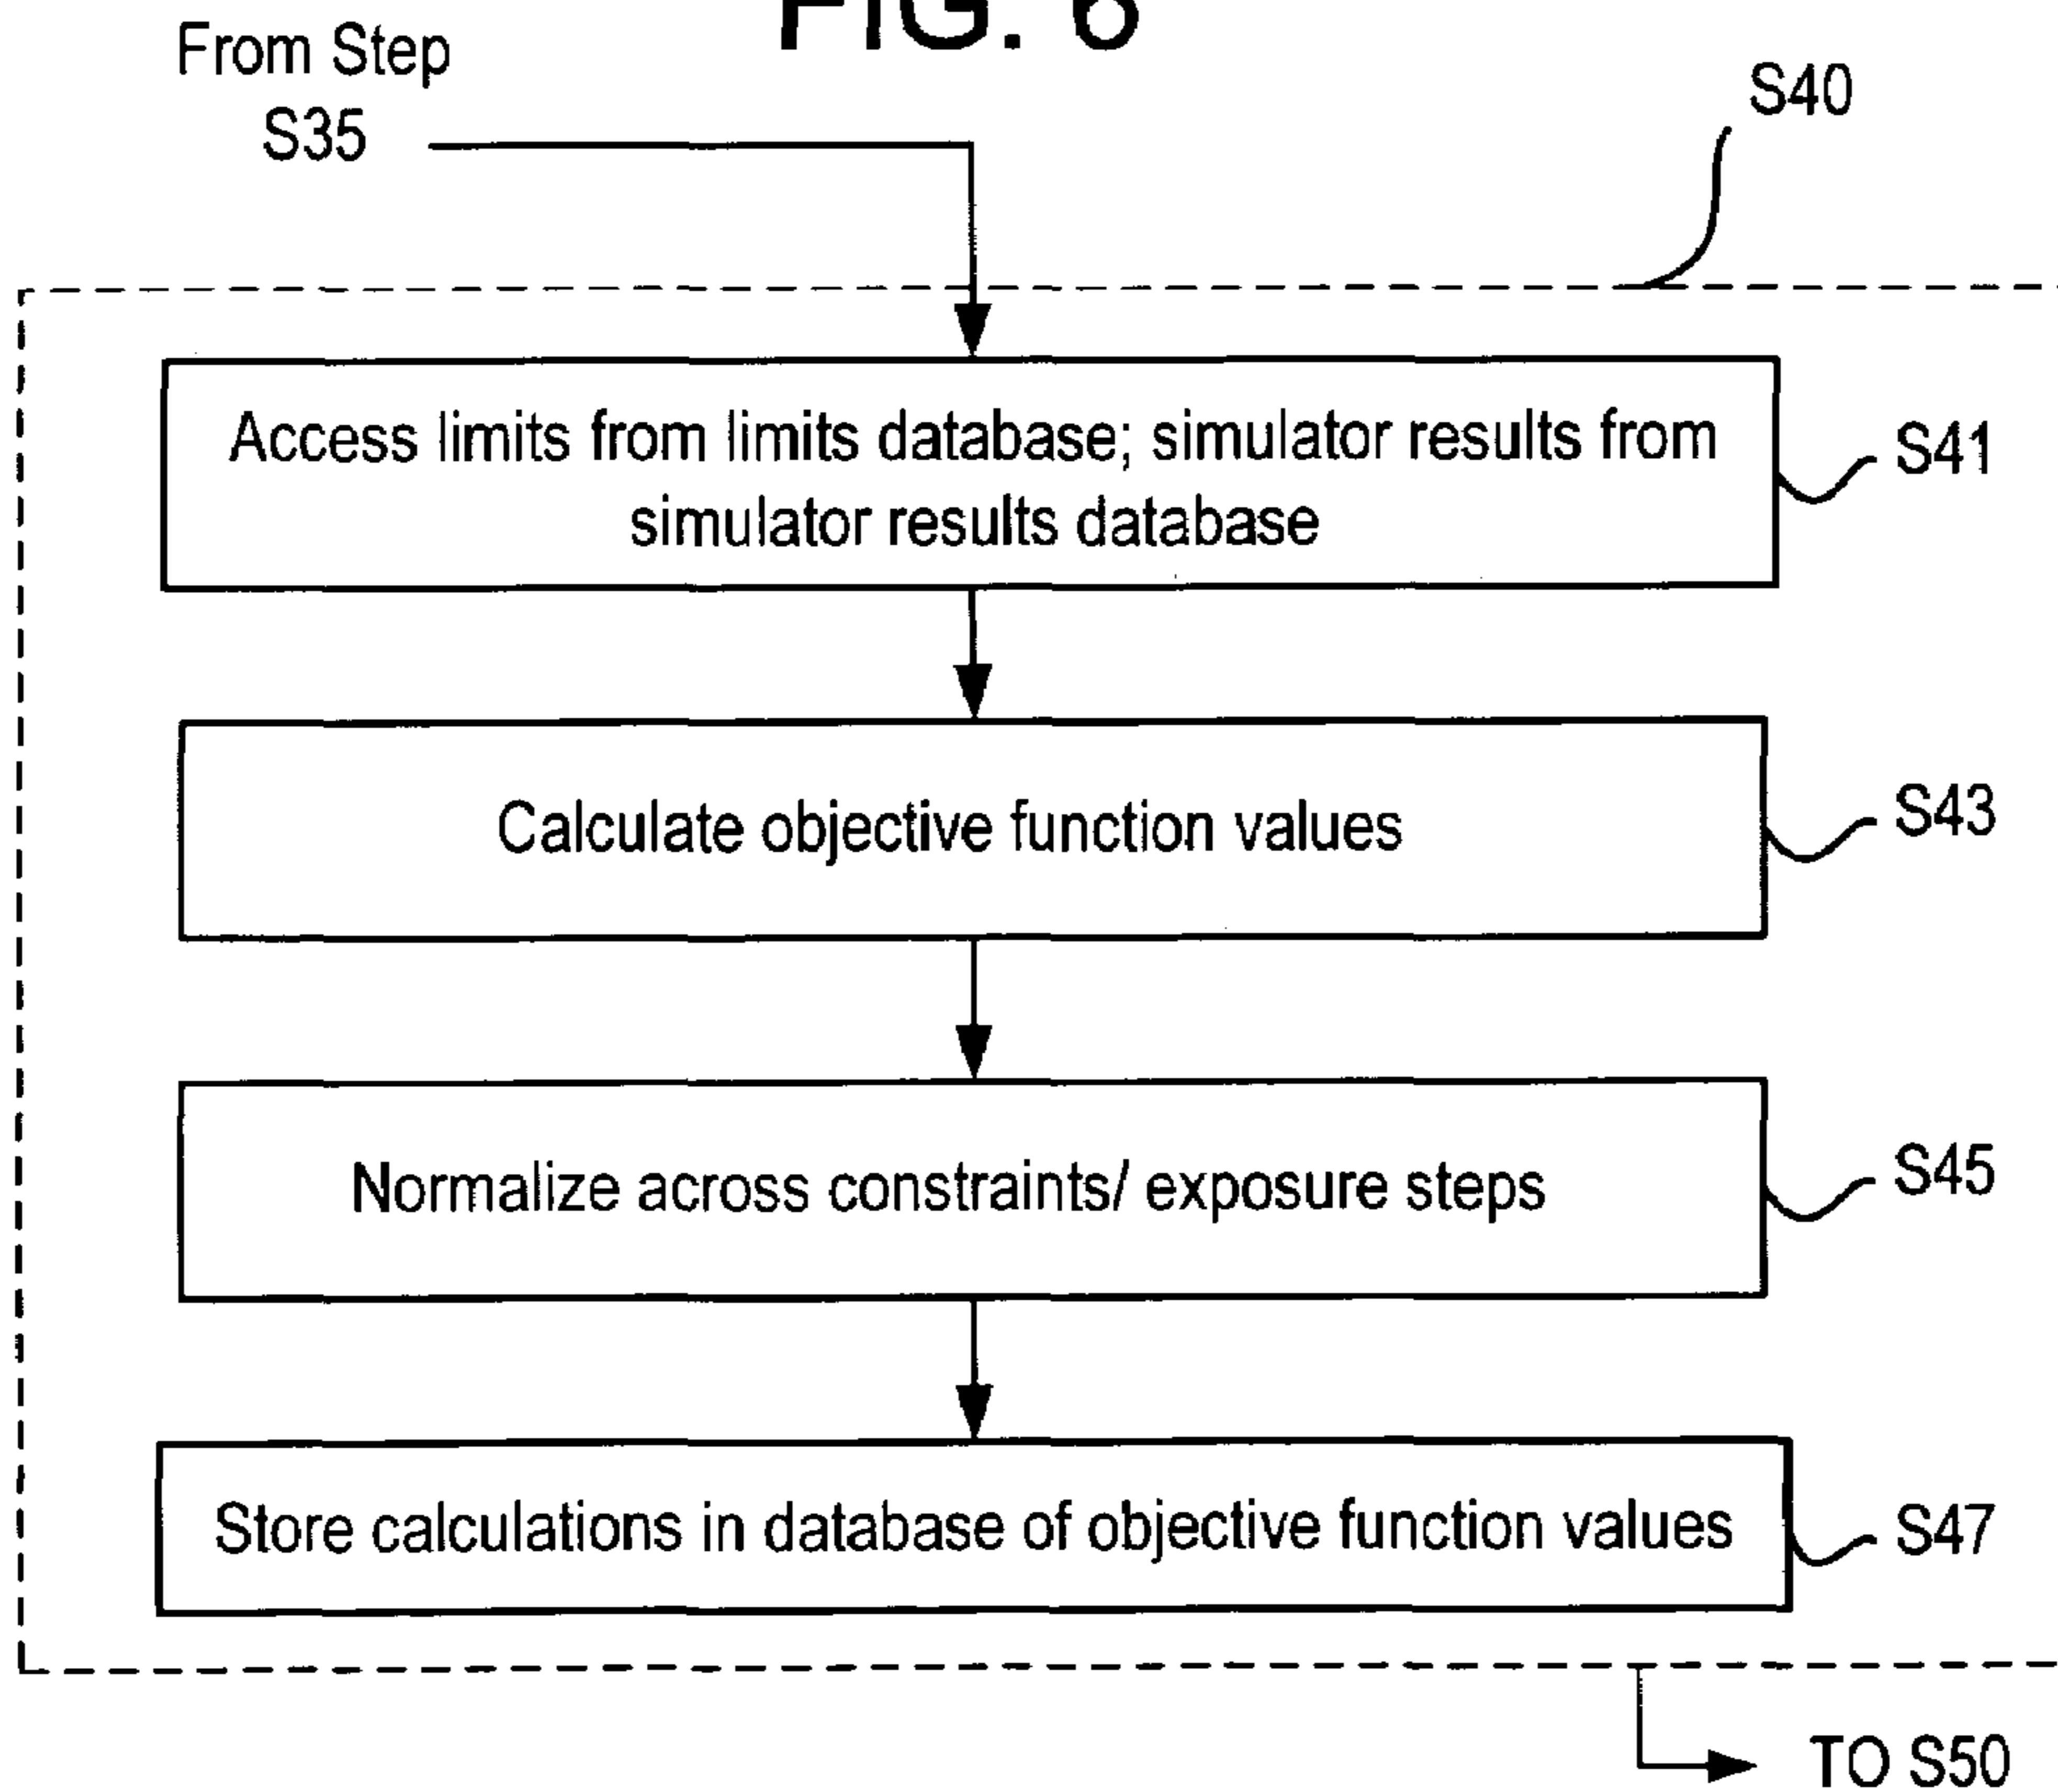 FIG. 6
From Step
S35
S40
Access limits from limits database; simulator results from
simulator results database
S41
Calculate objective function values
S43
Normalize across constraints/ exposure steps
S45
Store calculations in database of objective function values
S47
TO S50